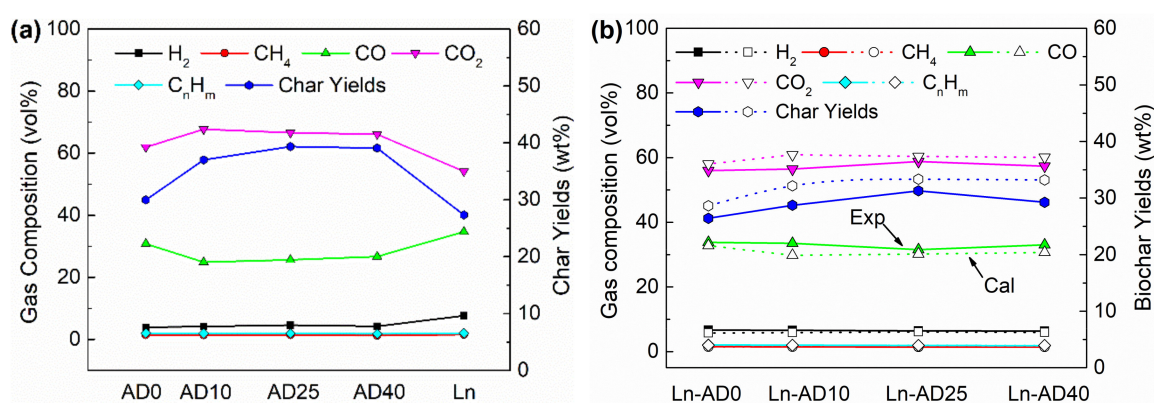 (a)
H₂ CH₄ CO CO₂
CₙHₘ Char Yields
Gas Composition (vol%)
100
80
60
40
20
0
60
50
40
30
20
10
0
Char Yields (wt%)
AD0 AD10 AD25 AD40 Ln
(b)
H₂ CH₄ CO
CO₂ CₙHₘ
Char Yields
Exp
Cal
Gas composition (vol%)
100
80
60
40
20
0
60
50
40
30
20
10
0
Biochar Yields (wt%)
Ln-AD0 Ln-AD10 Ln-AD25 Ln-AD40